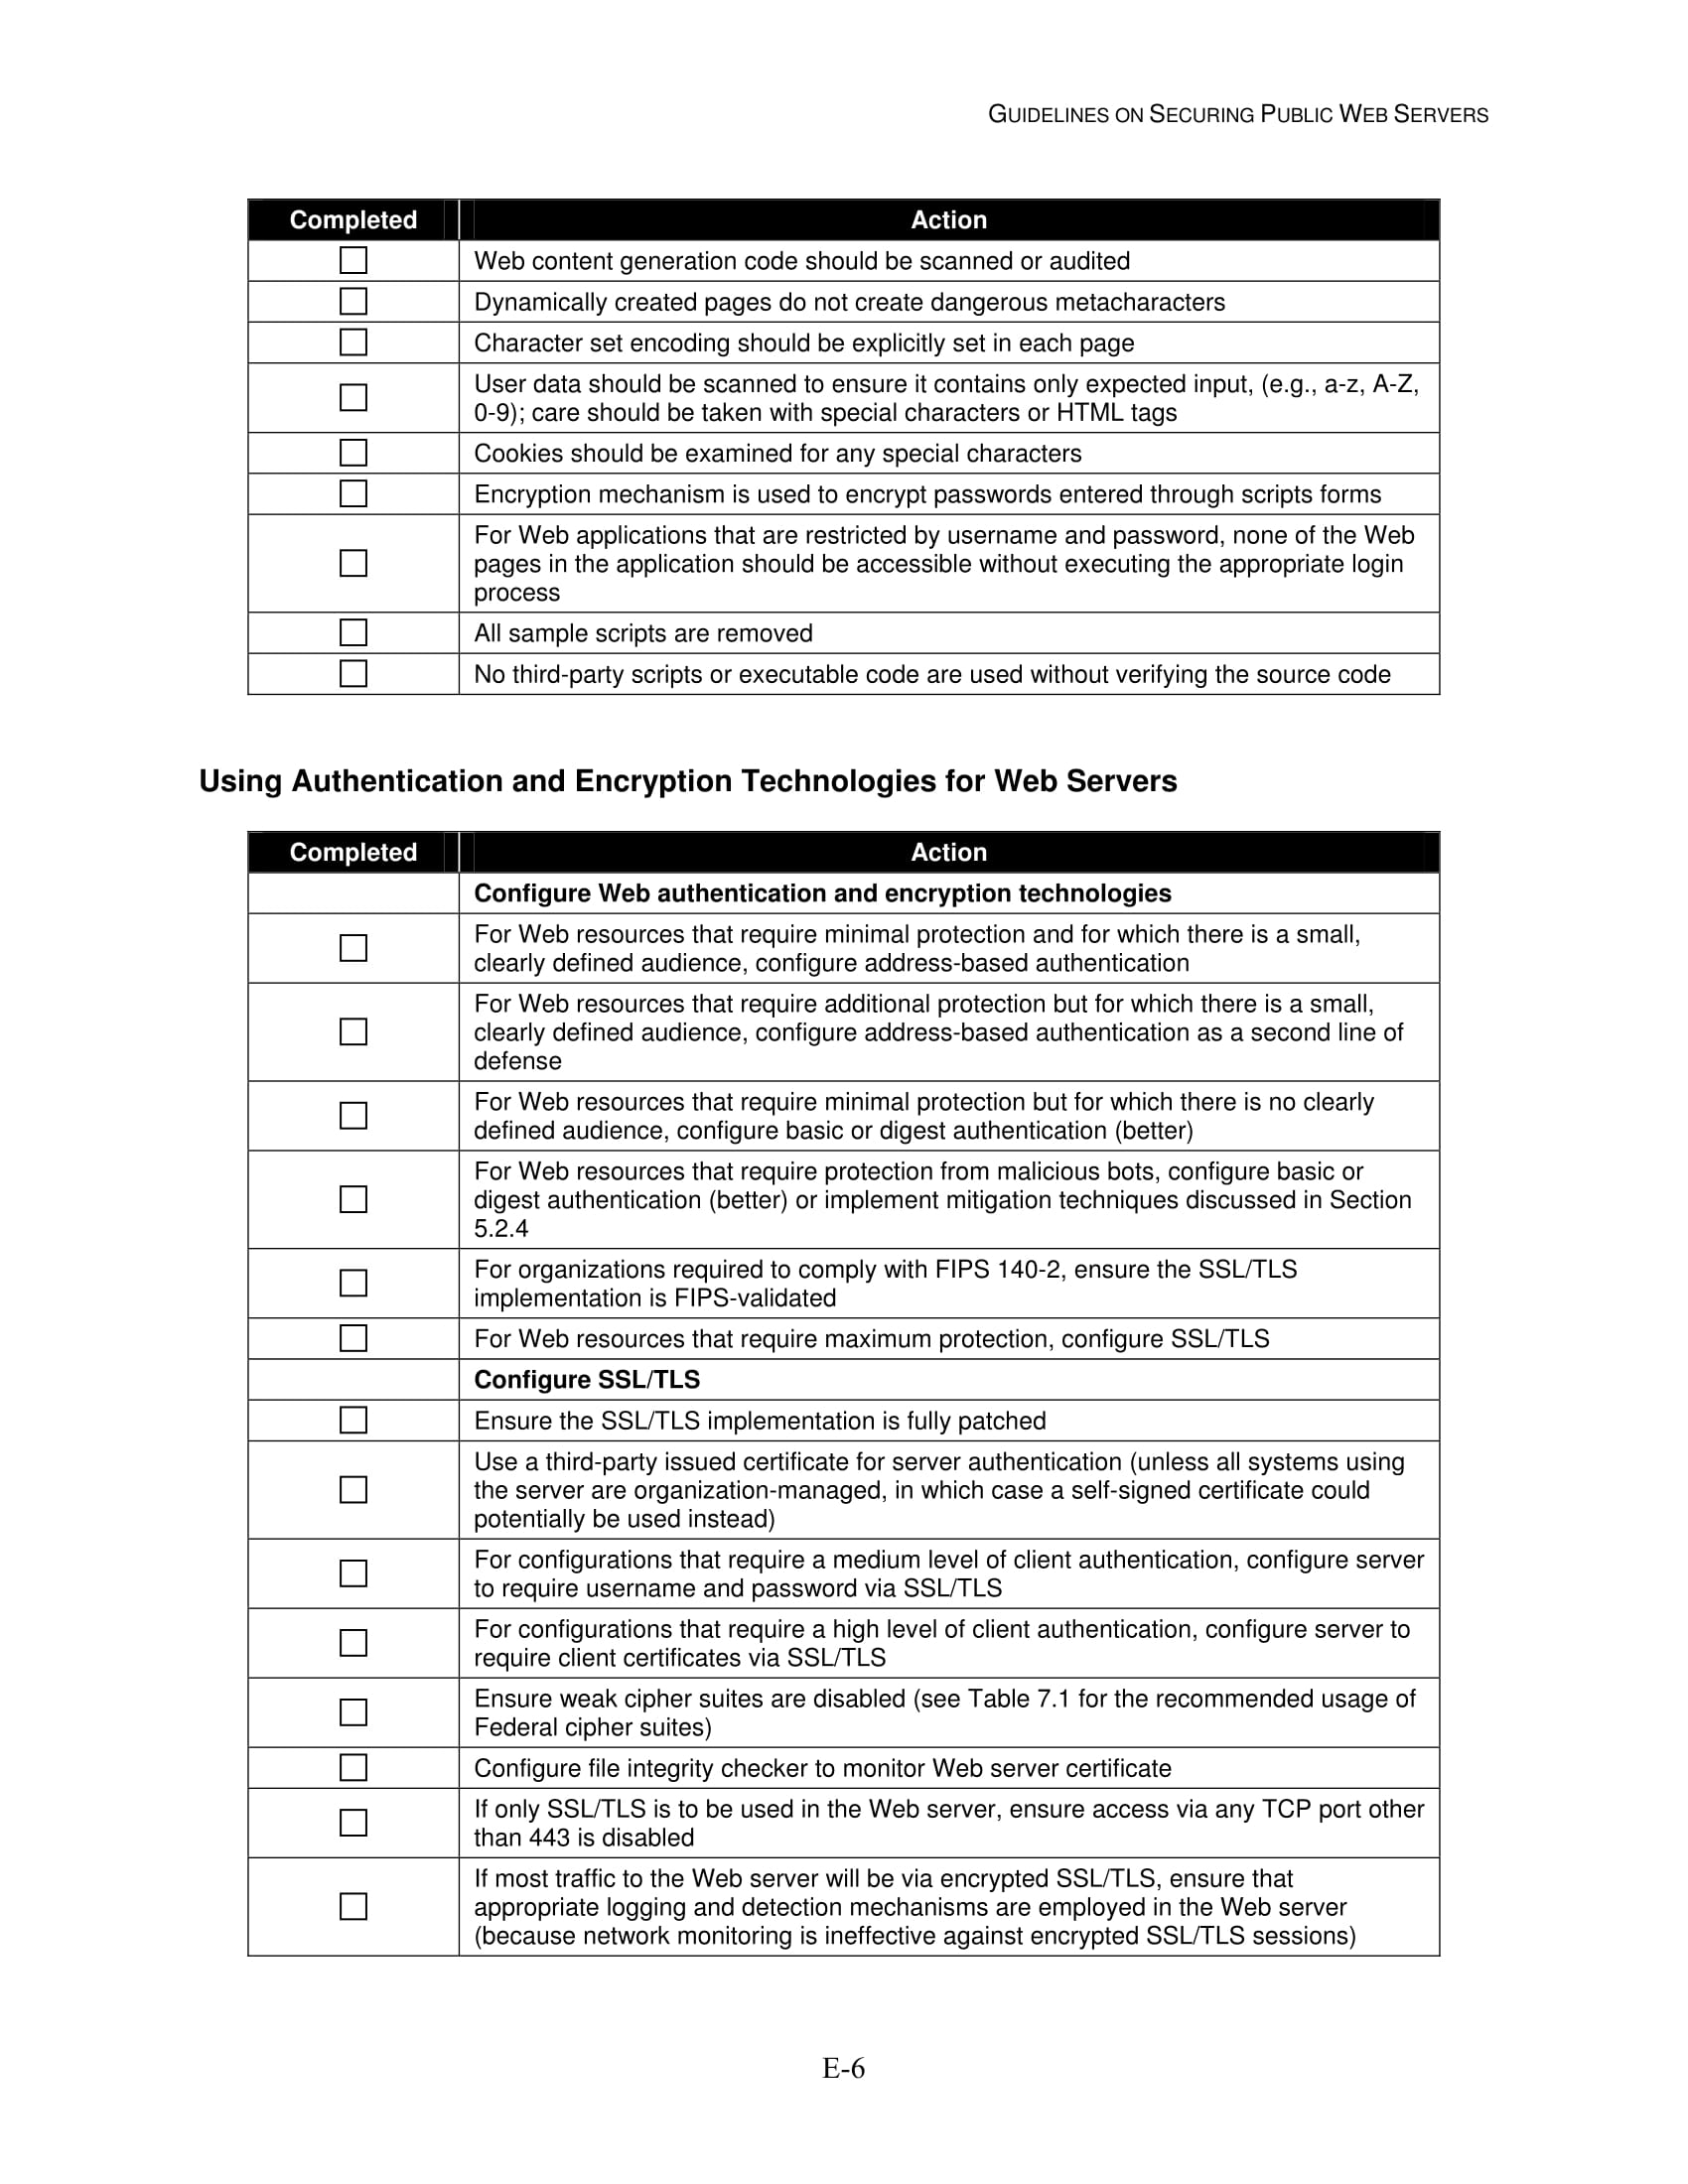 GUIDELINES ON SECURING PUBLIC WEB SERVERS
Completed Action
Web content generation code should be scanned or audited
Dynamically created pages do not create dangerous metacharacters
Character set encoding should be explicitly set in each page
User data should be scanned to ensure it contains only expected input, (e.g., a-z, A-Z,
0-9); care should be taken with special characters or HTML tags
Cookies should be examined for any special characters
Encryption mechanism is used to encrypt passwords entered through scripts forms
For Web applications that are restricted by username and password, none of the Web
pages in the application should be accessible without executing the appropriate login
process
All sample scripts are removed
No third-party scripts or executable code are used without verifying the source code
Using Authentication and Encryption Technologies for Web Servers
Completed Action
Configure Web authentication and encryption technologies
For Web resources that require minimal protection and for which there is a small,
clearly defined audience, configure address-based authentication
For Web resources that require additional protection but for which there is a small,
clearly defined audience, configure address-based authentication as a second line of
defense
For Web resources that require minimal protection but for which there is no clearly
defined audience, configure basic or digest authentication (better)
For Web resources that require protection from malicious bots, configure basic or
digest authentication (better) or implement mitigation techniques discussed in Section
5.2.4
For organizations required to comply with FIPS 140-2, ensure the SSL/TLS
implementation is FIPS-validated
For Web resources that require maximum protection, configure SSL/TLS
Configure SSL/TLS
Ensure the SSL/TLS implementation is fully patched
Use a third-party issued certificate for server authentication (unless all systems using
the server are organization-managed, in which case a self-signed certificate could
potentially be used instead)
For configurations that require a medium level of client authentication, configure server
to require username and password via SSL/TLS
For configurations that require a high level of client authentication, configure server to
require client certificates via SSL/TLS
Ensure weak cipher suites are disabled (see Table 7.1 for the recommended usage of
Federal cipher suites)
Configure file integrity checker to monitor Web server certificate
If only SSL/TLS is to be used in the Web server, ensure access via any TCP port other
than 443 is disabled
If most traffic to the Web server will be via encrypted SSL/TLS, ensure that
appropriate logging and detection mechanisms are employed in the Web server
(because network monitoring is ineffective against encrypted SSL/TLS sessions)
E-6